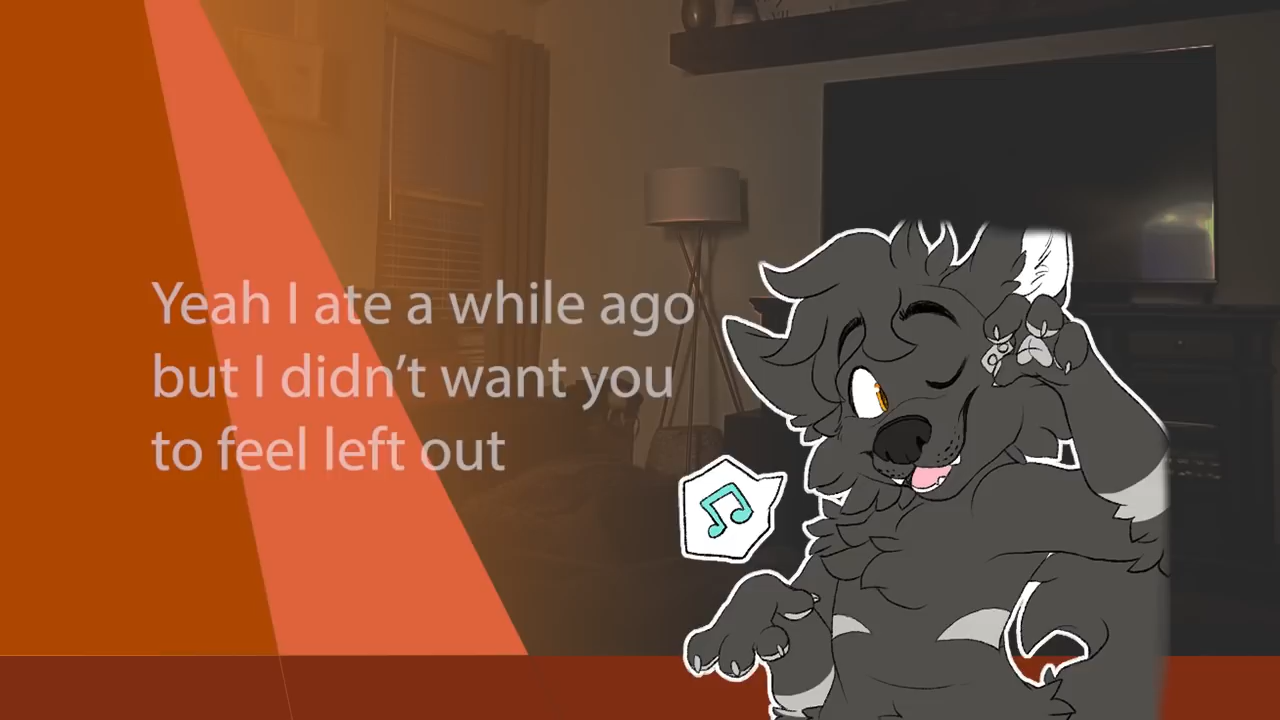 Yeah I ate a while ago
but I didn’t want you
to feel left out